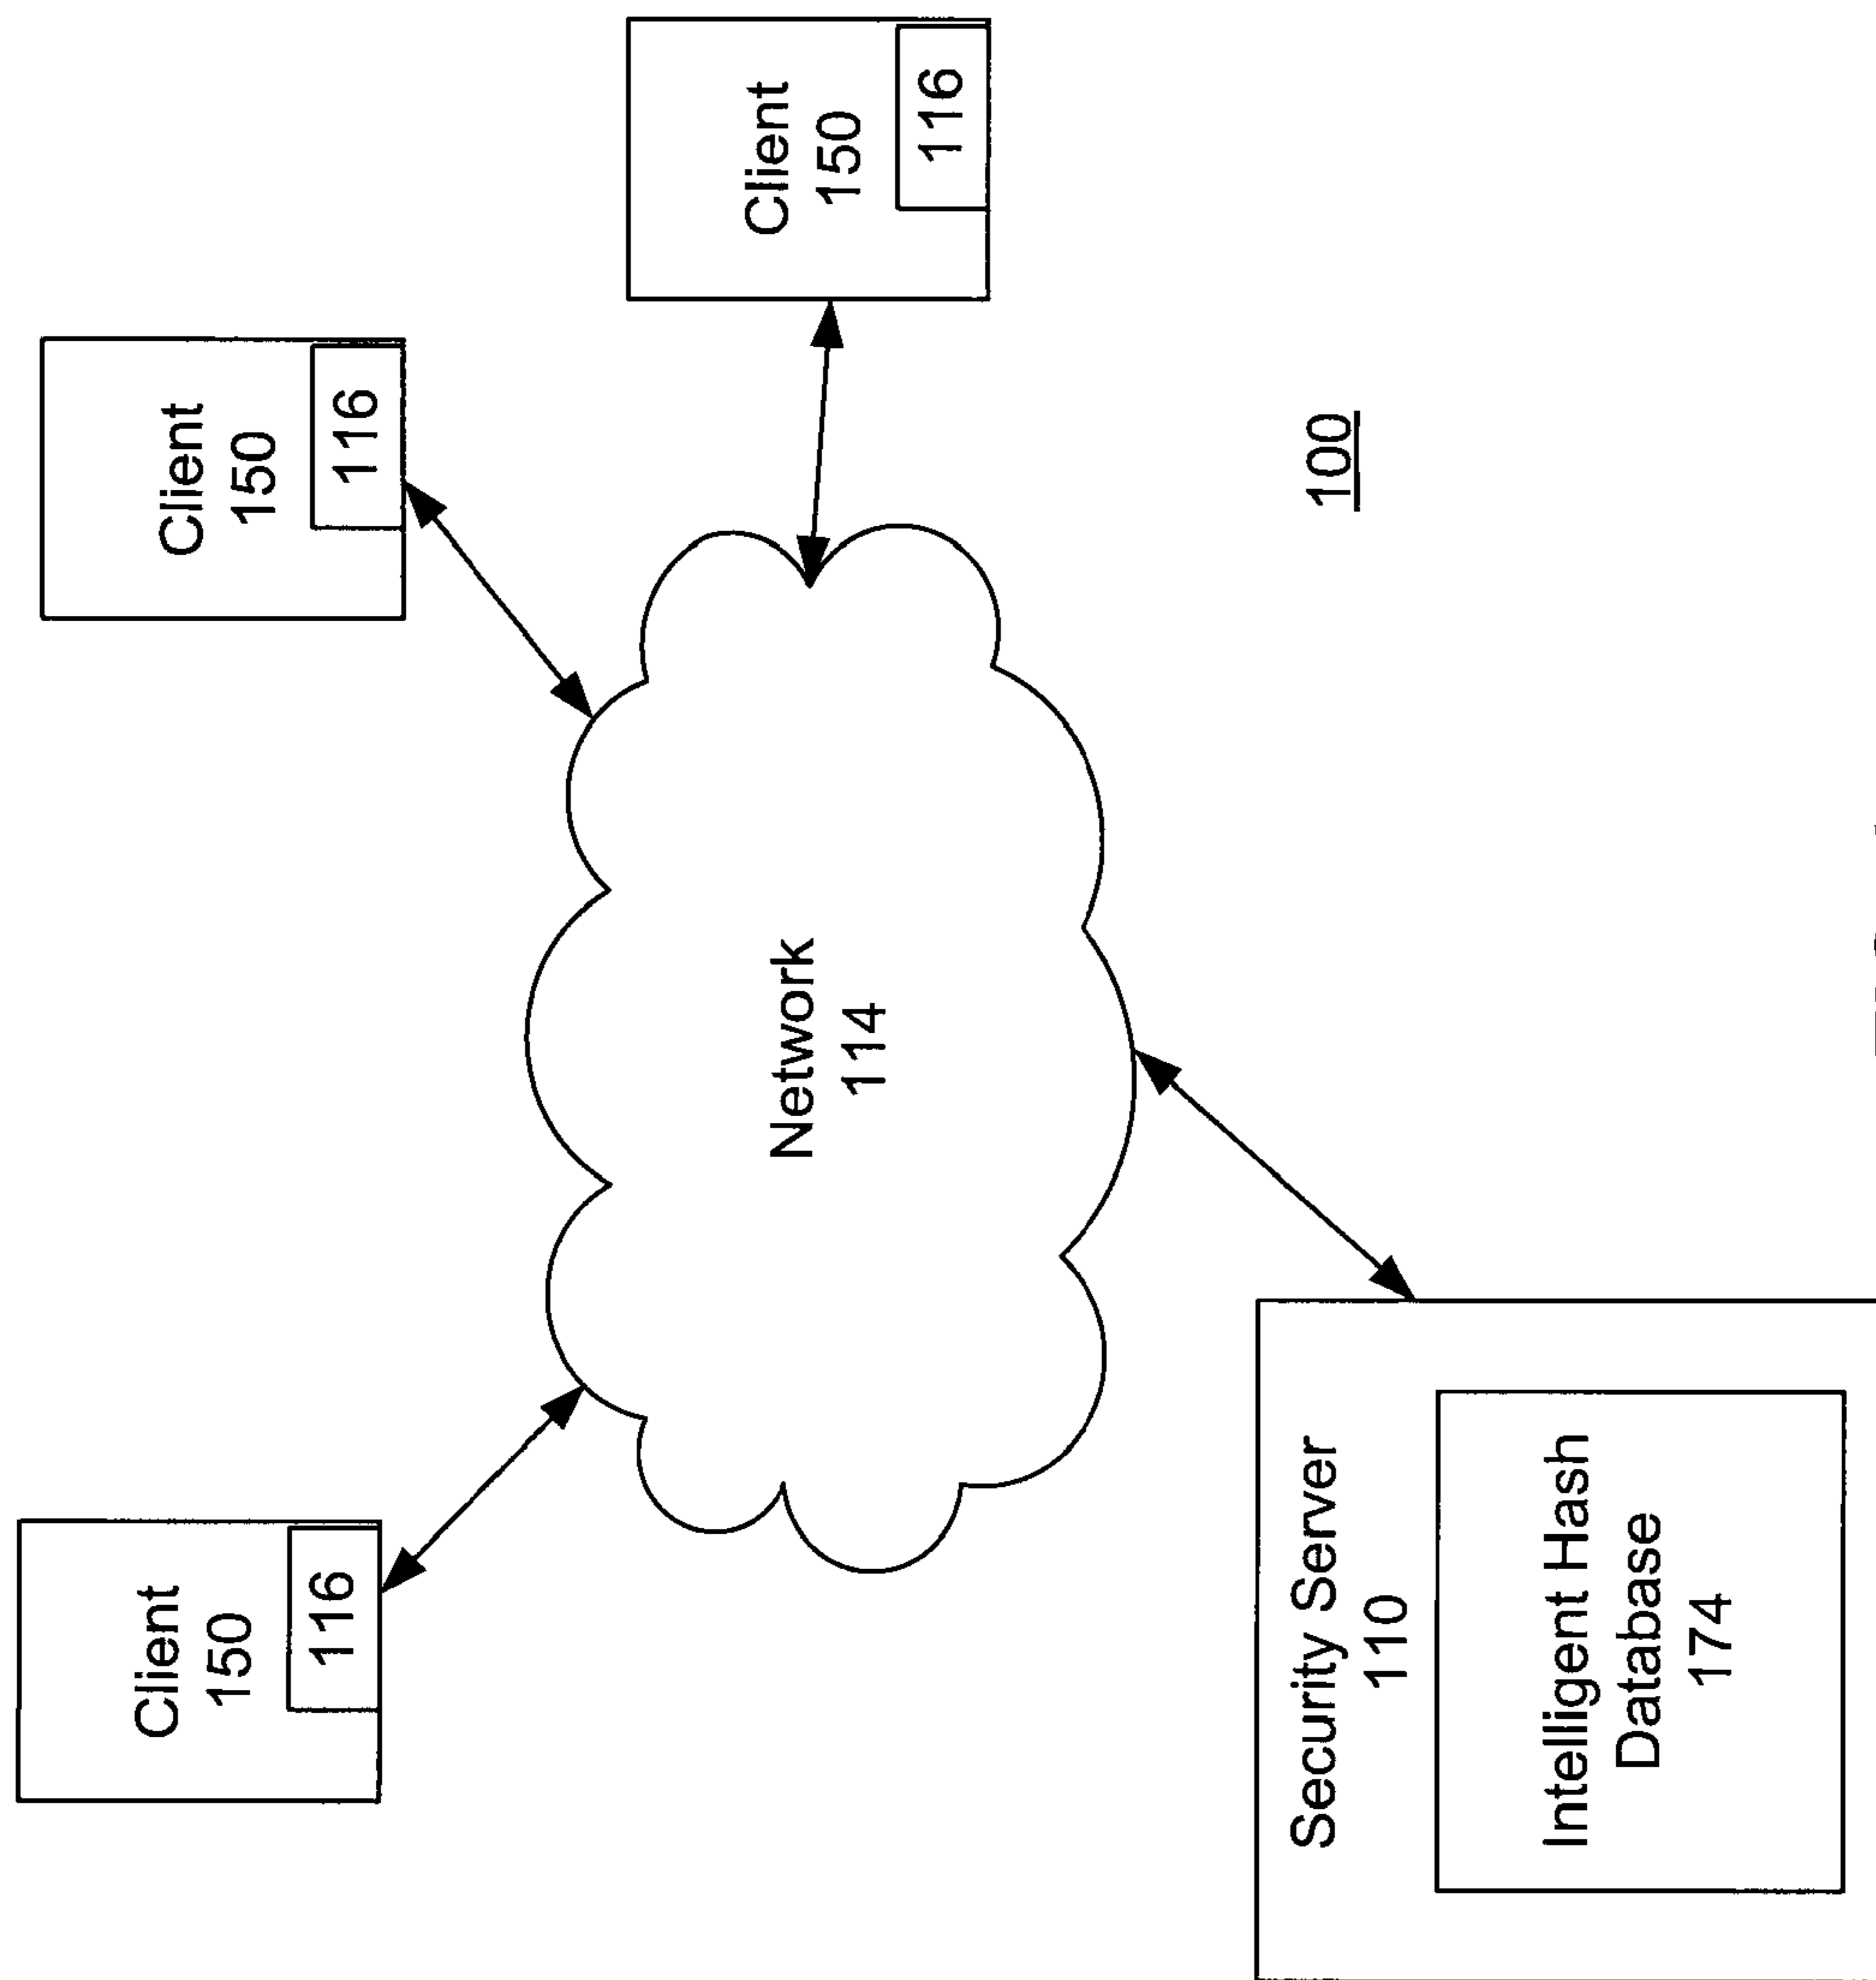 Client
150
116
Client
150
116
Client
150
116
Network
114
100
Security Server
110
Intelligent Hash
Database
174